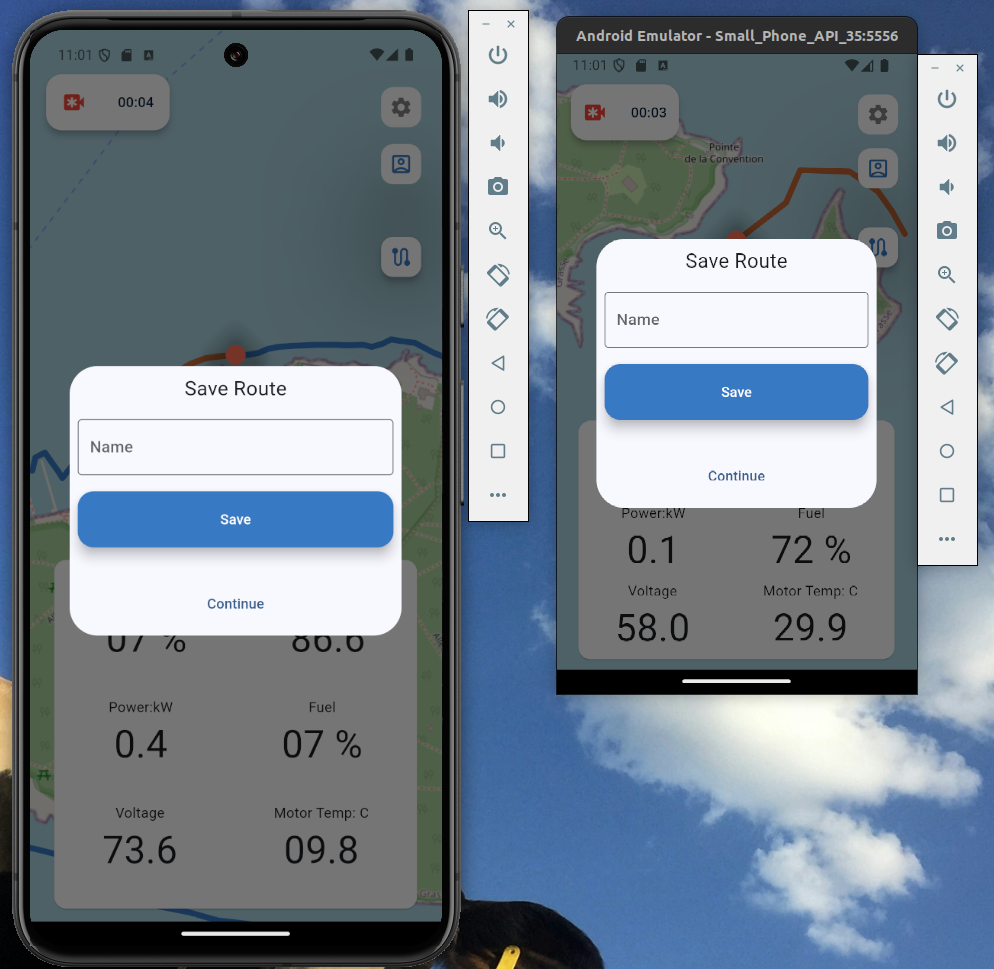 11:01
00:04
Save Route
Name
Save
Continue
07 %
86.6
Power:kW
Fuel
0.4
07 %
Voltage
Motor Temp: C
73.6
09.8
Android Emulator - Small_Phone_API_35:5556
11:01
00:03
Pointe
de la Convention
Save Route
Name
Save
Continue
Power:kW
Fuel
0.1
72 %
Voltage
Motor Temp: C
58.0
29.9